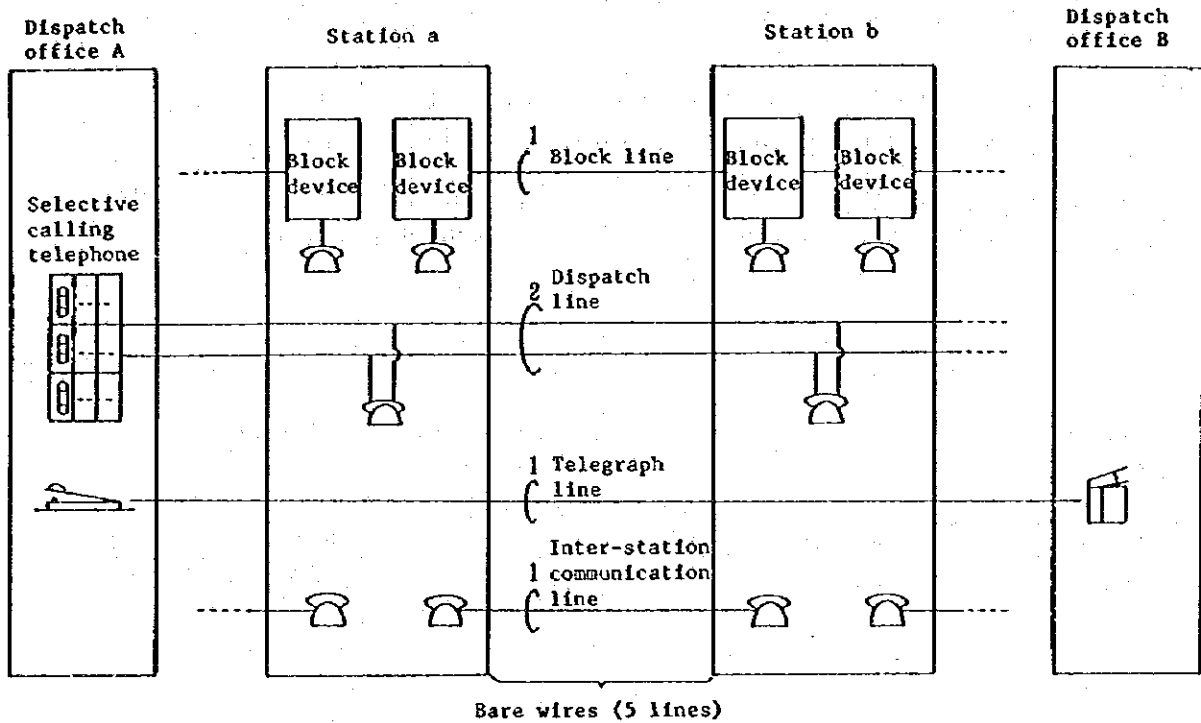 Dispatch
office A
Station a
Station b
Dispatch
office B
Block
device
Block
device
1
Block line
Block
device
Block
device
Selective
calling
telephone
2 Dispatch
line
1 Telegraph
line
Inter-station
1 communication
line
Bare wires (5 lines)